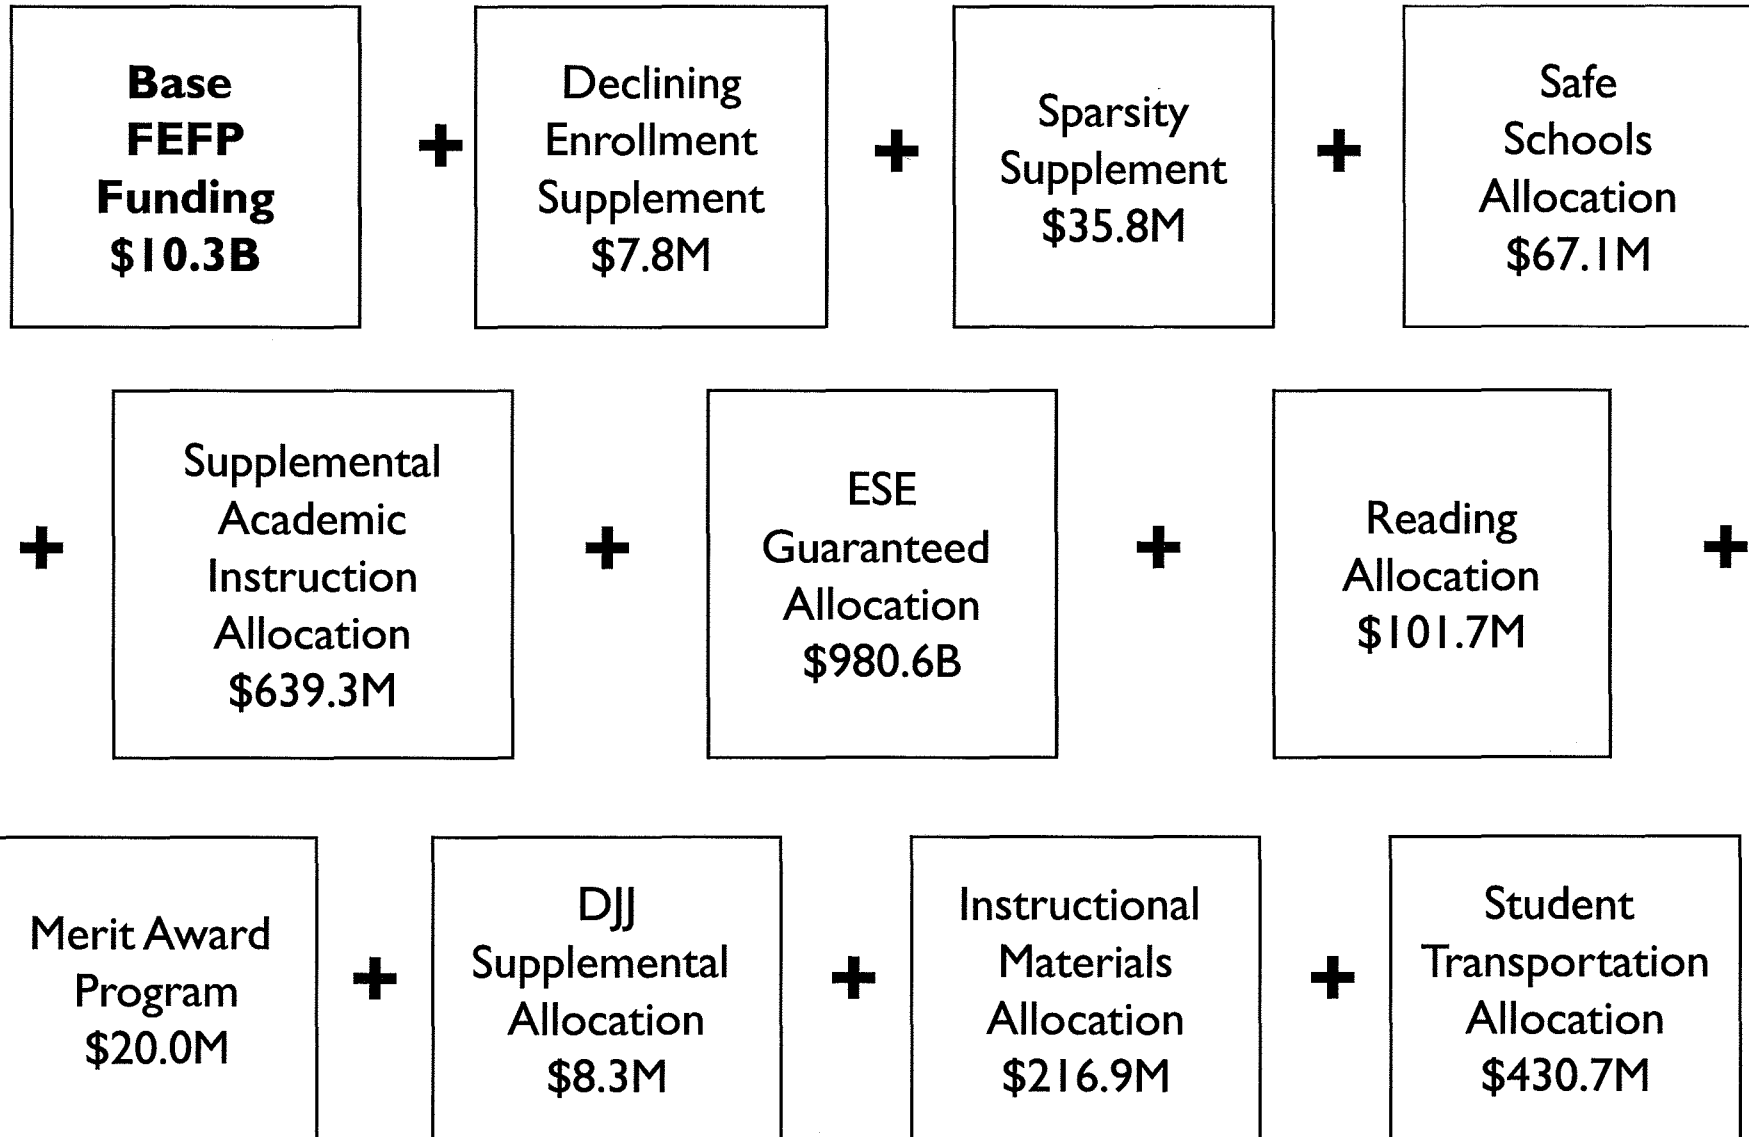 Base
FEFP
Funding
$10.3B
+
Declining
Enrollment
Supplement
$7.8M
+
Sparsity
Supplement
$35.8M
+
Safe
Schools
Allocation
$67.1M
+
Supplemental
Academic
Instruction
Allocation
$639.3M
+
ESE
Guaranteed
Allocation
$980.6B
+
Reading
Allocation
$101.7M
+
Merit Award
Program
$20.0M
+
DJJ
Supplemental
Allocation
$8.3M
+
Instructional
Materials
Allocation
$216.9M
+
Student
Transportation
Allocation
$430.7M